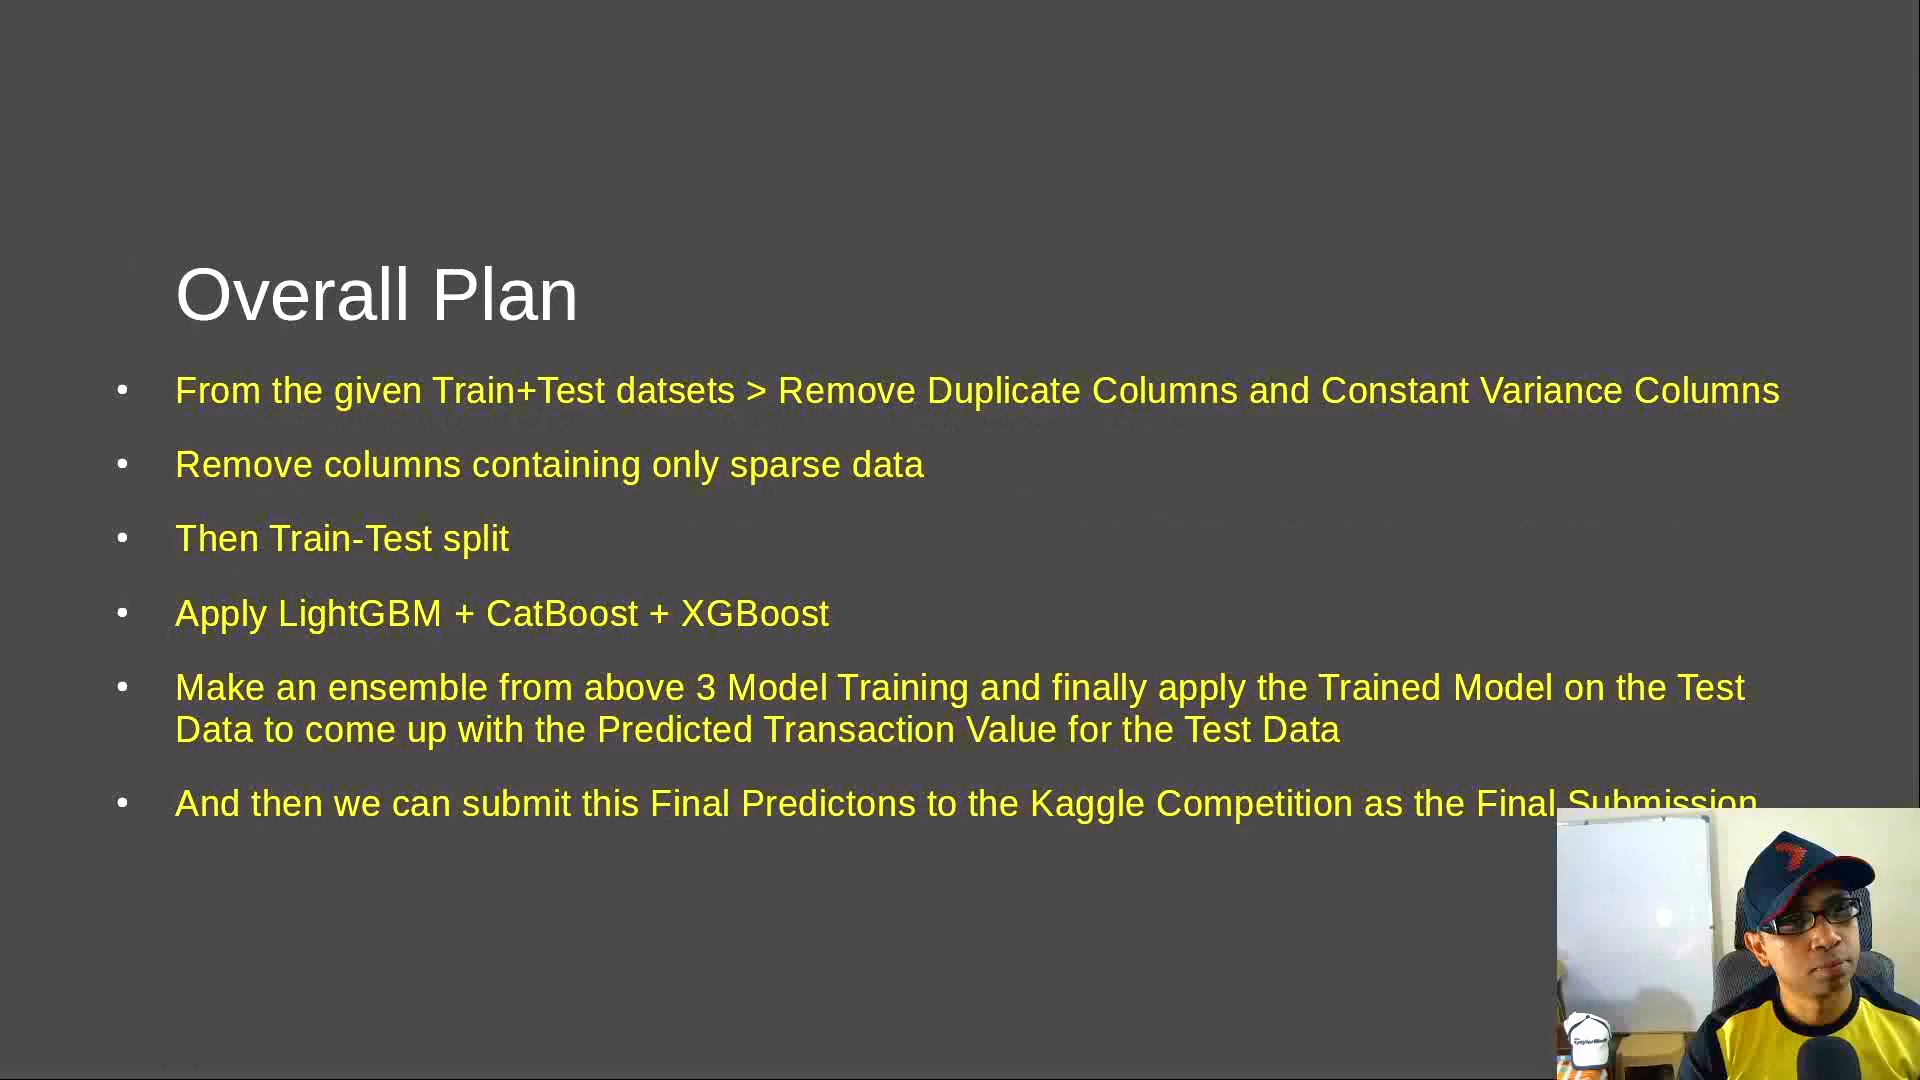 Overall Plan
From the given Train+Test datsets > Remove Duplicate Columns and Constant Variance Columns
Remove columns containing only sparse data
Then Train-Test split
Apply LightGBM + CatBoost + XGBoost
Make an ensemble from above 3 Model Training and finally apply the Trained Model on the Test
Data to come up with the Predicted Transaction Value for the Test Data
And then we can submit this Final Predictons to the Kaggle Competition as the Final Submission
TaylorMade